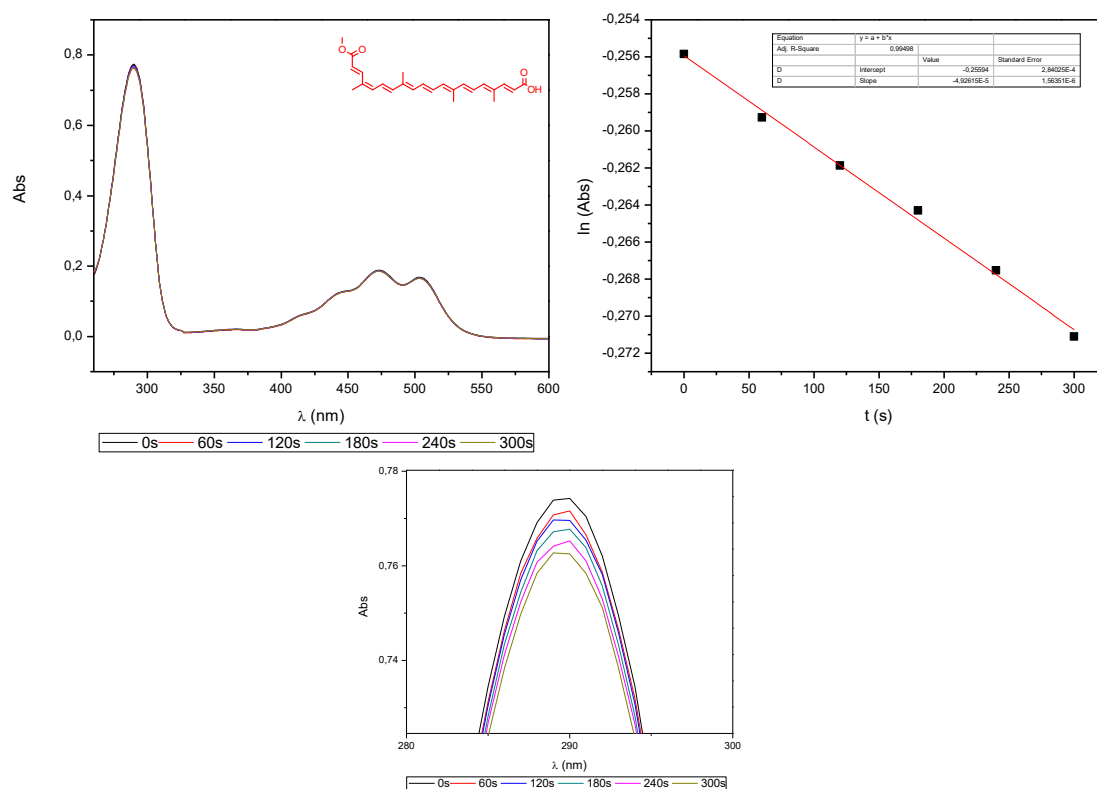 0,8
0,6
0,4
0,2
0,0
Abs
O
O
O
OH
300
350
400
450
500
550
600
λ (nm)
0s 60s 120s 180s 240s 300s
-0,254
-0,256
-0,258
-0,260
-0,262
-0,264
-0,266
-0,268
-0,270
-0,272
ln (Abs)
Equation y = a + b*x
Adj. R-Square 0,99498
Value Standard Error
D Intercept -0,25594 2,84025E-4
D Slope -4,92615E-5 1,56351E-6
0
50
100
150
200
250
300
t (s)
0,78
0,76
0,74
Abs
280
290
300
λ (nm)
0s 60s 120s 180s 240s 300s